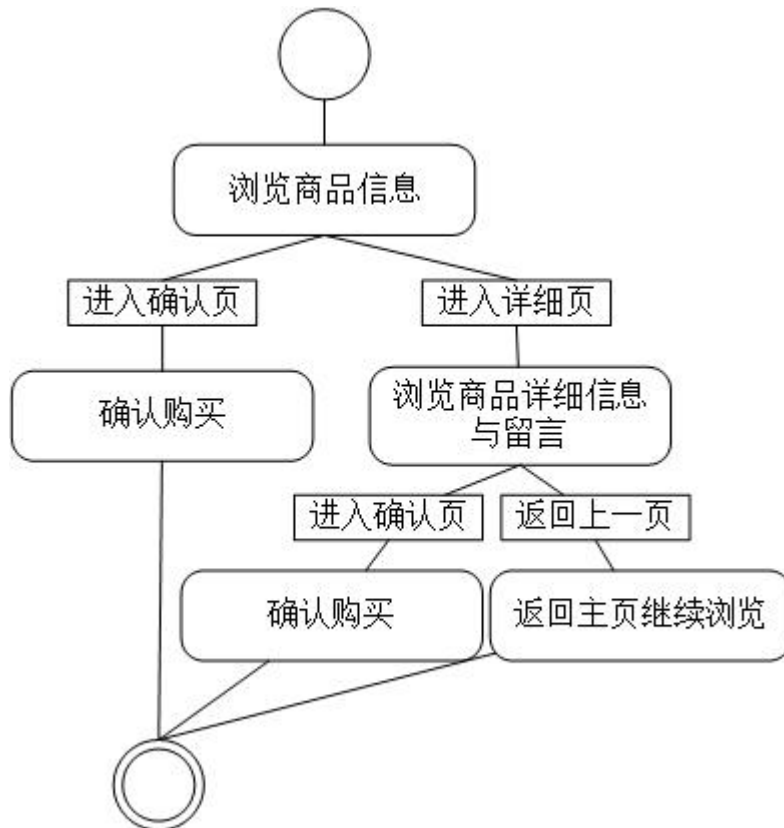 浏览商品信息
进入确认页
进入详细页
确认购买
浏览商品详细信息
与留言
进入确认页
返回上一页
确认购买
返回主页继续浏览